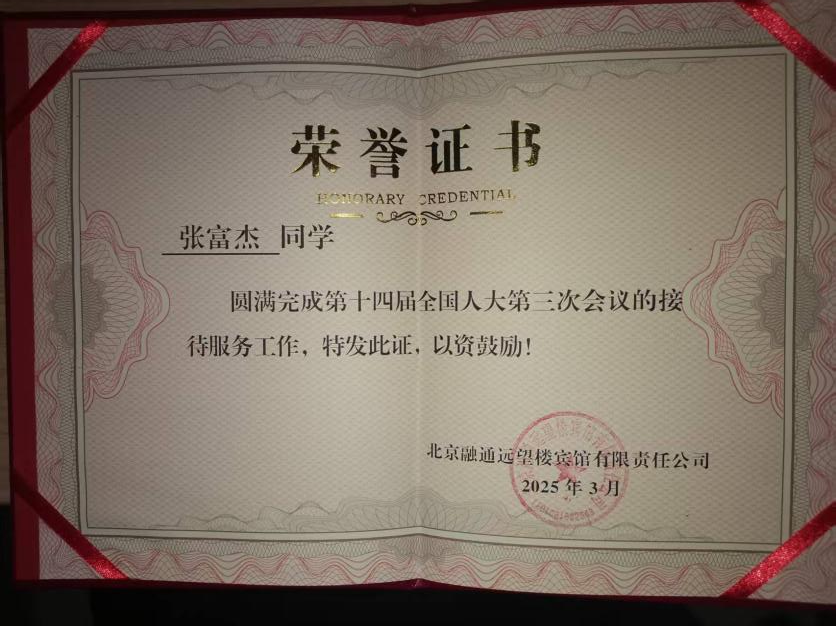 荣誉证书
HONORARY CREDENTIAL
张富杰 同学
圆满完成第十四届全国人大第三次会议的接
待服务工作，特发此证，以资鼓励！
北京融通远望楼宾馆有限责任公司
2025 年 3 月